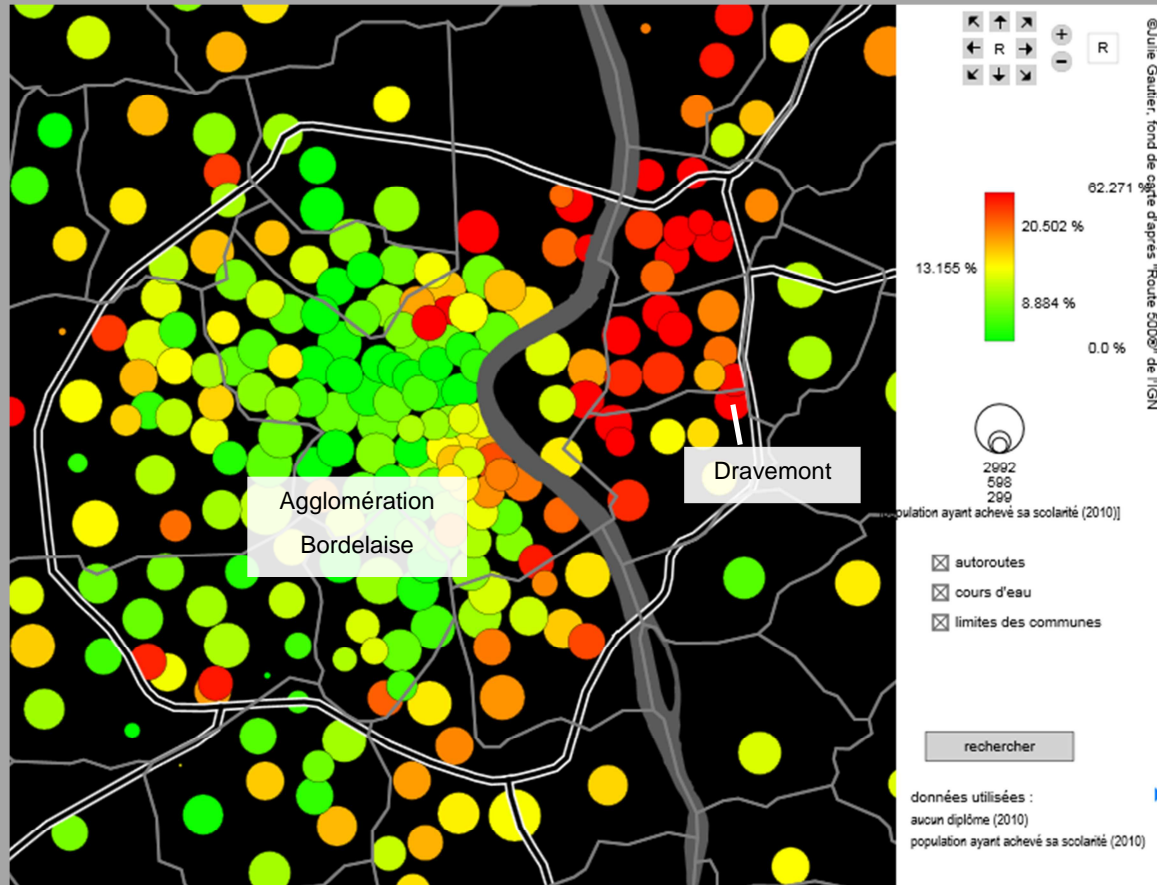 Agglomération
Bordelaise
Dravemont
R
+
R
−
©Julie Gautier, fond de carte d'après "Route 500®" de l'IGN
62.271 %
20.502 %
13.155 %
8.884 %
0.0 %
2992
598
299
population ayant achevé sa scolarité (2010)]
autoroutes
cours d'eau
limites des communes
rechercher
données utilisées :
aucun diplôme (2010)
population ayant achevé sa scolarité (2010)